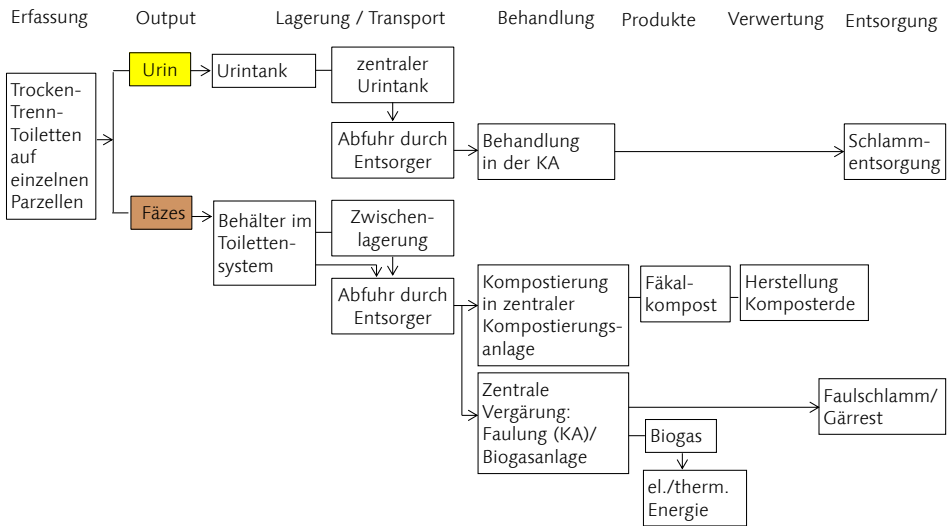 Erfassung Output Lagerung / Transport Behandlung Produkte Verwertung Entsorgung
Urin
Urintank
zentraler
Urintank
Trocken-
Trenn-
Toiletten
auf
einzelnen
Parzellen
Abfuhr durch
Entsorger
Behandlung
in der KA
Schlamm-
entsorgung
Fäzes
Behälter im
Toiletten-
system
Zwischen-
lagerung
Abfuhr durch
Entsorger
Kompostierung
in zentraler
Kompostierungs-
anlage
Fäkal-
kompost
Herstellung
Komposterde
Zentrale
Vergärung:
Faulung (KA)/
Biogasanlage
Faulschlamm/
Gärrest
Biogas
el./therm.
Energie